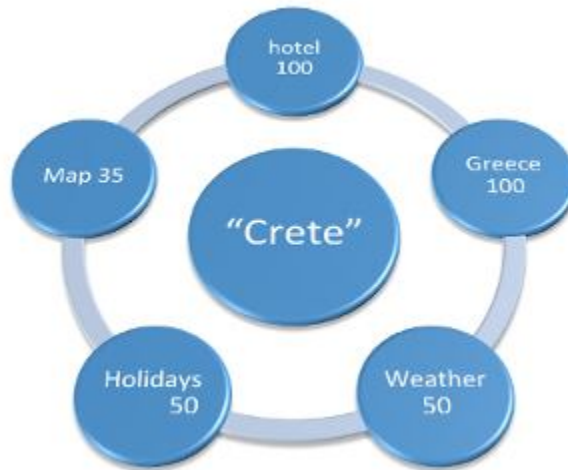 hotel
100
Greece
100
Map 35
“Crete”
Holidays
50
Weather
50